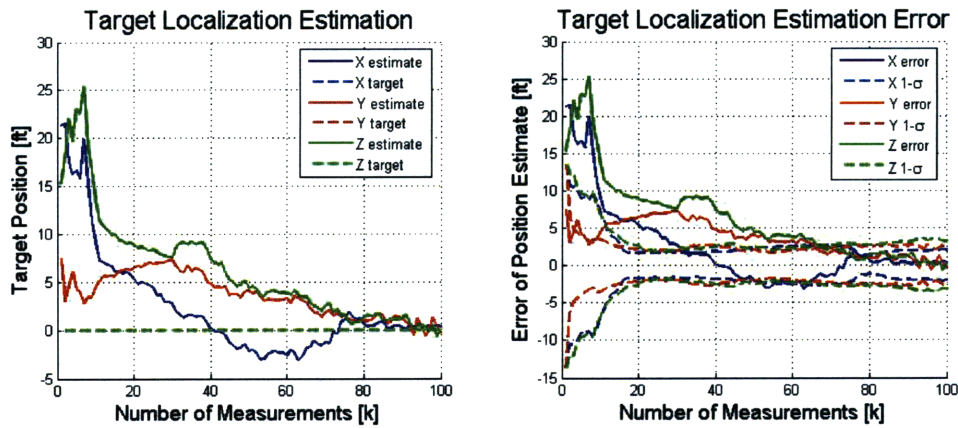 Target Localization Estimation
Target Position [ft]
30
25
20
15
10
5
0
-5
X estimate
X target
Y estimate
Y target
Z estimate
Z target
0
20
40
60
80
100
Number of Measurements [k]
Target Localization Estimation Error
Error of Position Estimate [ft]
30
25
20
15
10
5
0
-5
-10
-15
X error
X 1-σ
Y error
Y 1-σ
Z error
Z 1-σ
0
20
40
60
80
100
Number of Measurements [k]